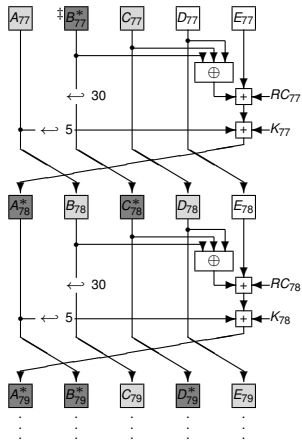 A77 ‡B*77 C77 D77 E77
⊕
↩ 30 + RC77
↩ 5 + K77
A*78 B78 C*78 D78 E78
⊕
↩ 30 + RC78
↩ 5 + K78
A*79 B*79 C79 D*79 E79
. . . . .
. . . . .
. . . . .